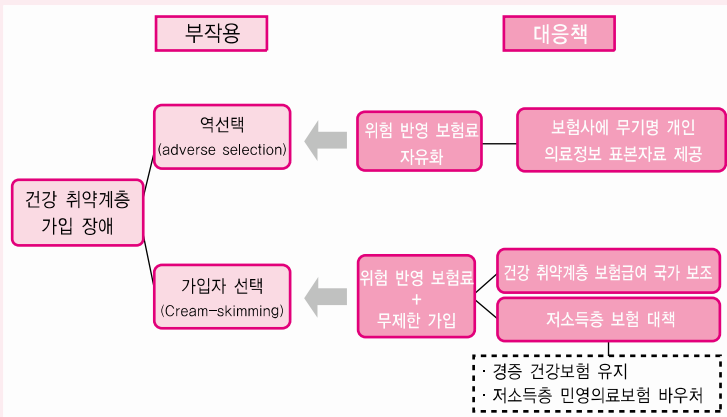 부작용
대응책
역선택
(adverse selection)
위험 반영 보험료
자유화
보험사에 무기명 개인
의료정보 표본자료 제공
건강 취약계층
가입 장애
가입자 선택
(Cream-skimming)
위험 반영 보험료
+
무제한 가입
건강 취약계층 보험급여 국가 보조
저소득층 보험 대책
· 경증 건강보험 유지
· 저소득층 민영의료보험 바우처